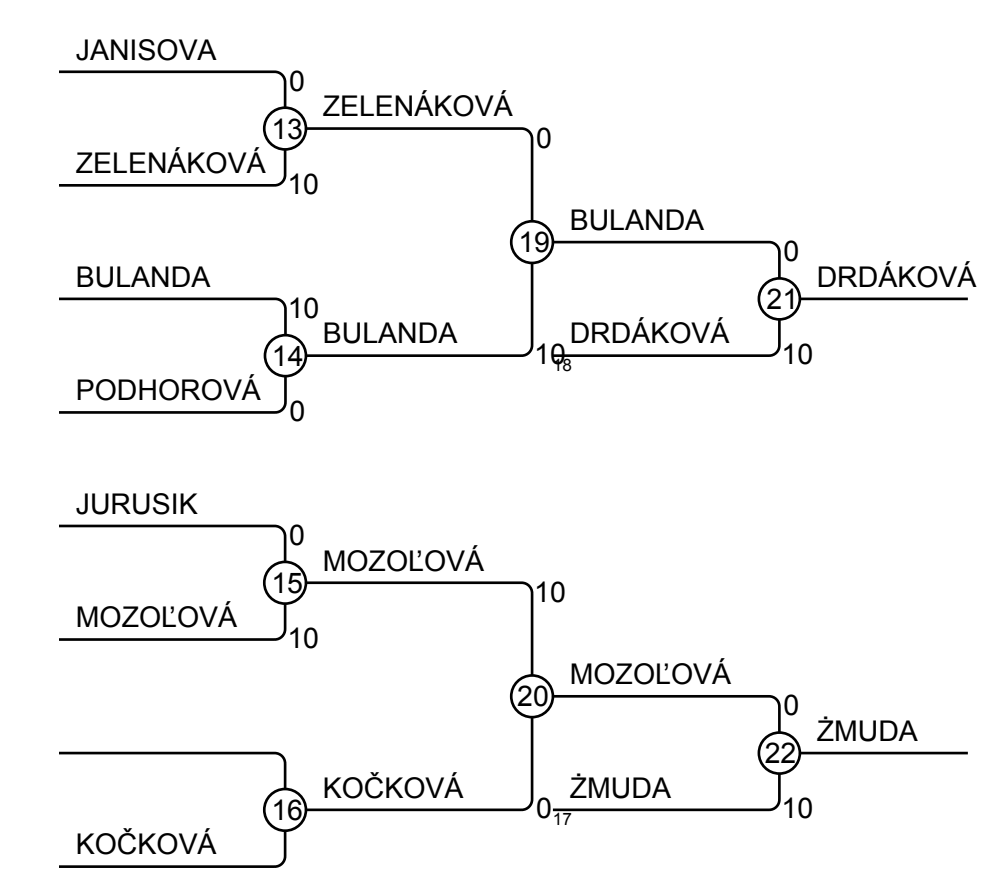 JANISOVA
0
ZELENÁKOVÁ
13
0
ZELENÁKOVÁ
10
BULANDA
19
0
BULANDA
DRDÁKOVÁ
21
10
BULANDA
DRDÁKOVÁ
14
10
18
10
PODHOROVÁ
0
JURUSIK
0
MOZOĽOVÁ
15
10
MOZOĽOVÁ
10
MOZOĽOVÁ
20
0
ŻMUDA
22
KOČKOVÁ
ŻMUDA
16
0
17
10
KOČKOVÁ